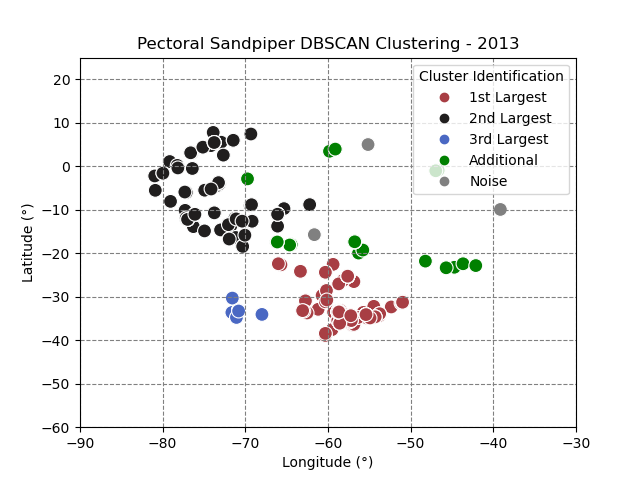 Pectoral Sandpiper DBSCAN Clustering - 2013
Cluster Identification
1st Largest
2nd Largest
3rd Largest
Additional
Noise
20
10
0
−10
−20
−30
−40
−50
−60
Latitude (°)
−90
−80
−70
−60
−50
−40
−30
Longitude (°)